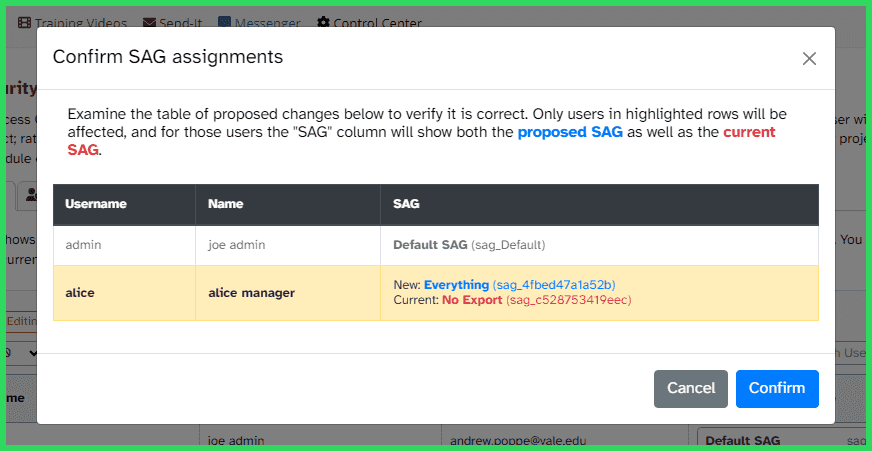 Training Videos Send-It Messenger Control Center
Confirm SAG assignments
Examine the table of proposed changes below to verify it is correct. Only users in highlighted rows will be
affected, and for those users the "SAG" column will show both the proposed SAG as well as the current
SAG.
Username Name SAG
admin joe admin Default SAG (sag_Default)
alice alice manager New: Everything (sag_4fbed47a1a52b)
Current: No Export (sag_c528753419eec)
Cancel Confirm
joe admin andrew.poppe@yale.edu Default SAG